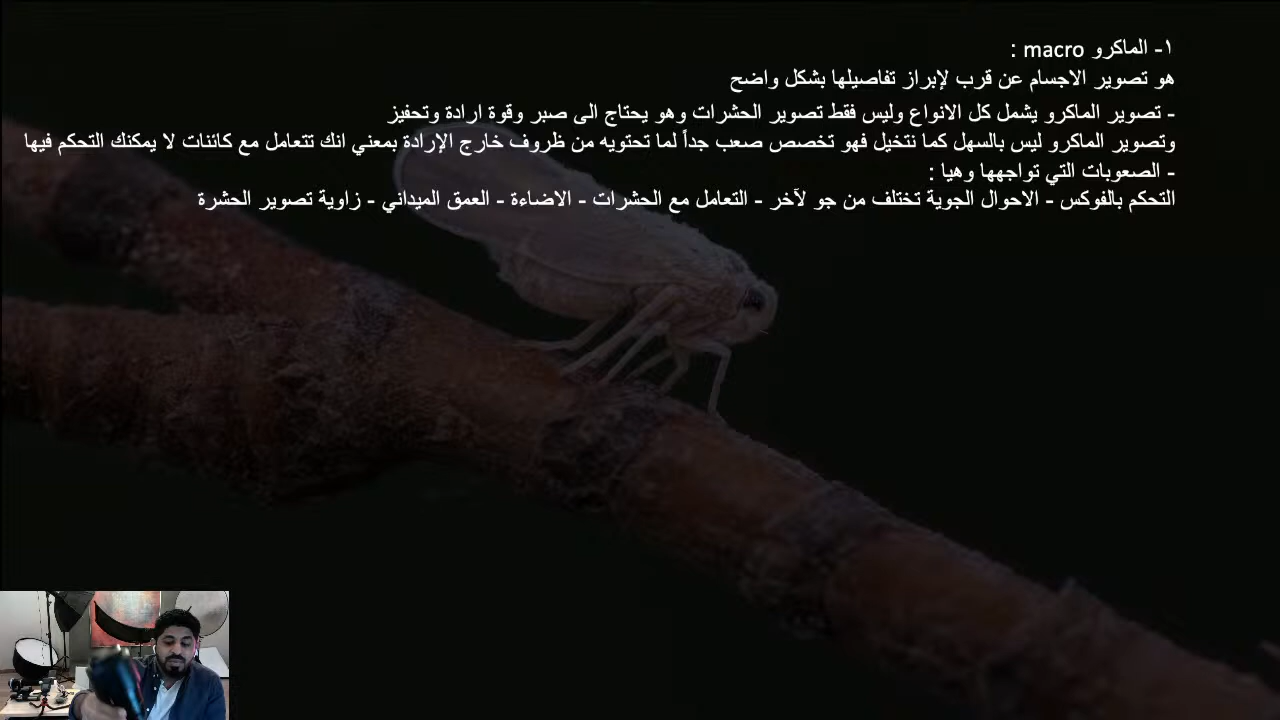 ١- الماكرو macro :
هو تصوير الاجسام عن قرب لإبراز تفاصيلها بشكل واضح
- تصوير الماكرو يشمل كل الانواع وليس فقط تصوير الحشرات وهو يحتاج الى صبر وقوة ارادة وتحفيز
وتصوير الماكرو ليس بالسهل كما نتخيل فهو تخصص صعب جداً لما تحتويه من ظروف خارج الإرادة بمعني انك تتعامل مع كائنات لا يمكنك التحكم فيها
- الصعوبات التي تواجهها وهيا :
التحكم بالفوكس - الاحوال الجوية تختلف من جو لآخر - التعامل مع الحشرات - الاضاءة - العمق الميداني - زاوية تصوير الحشرة